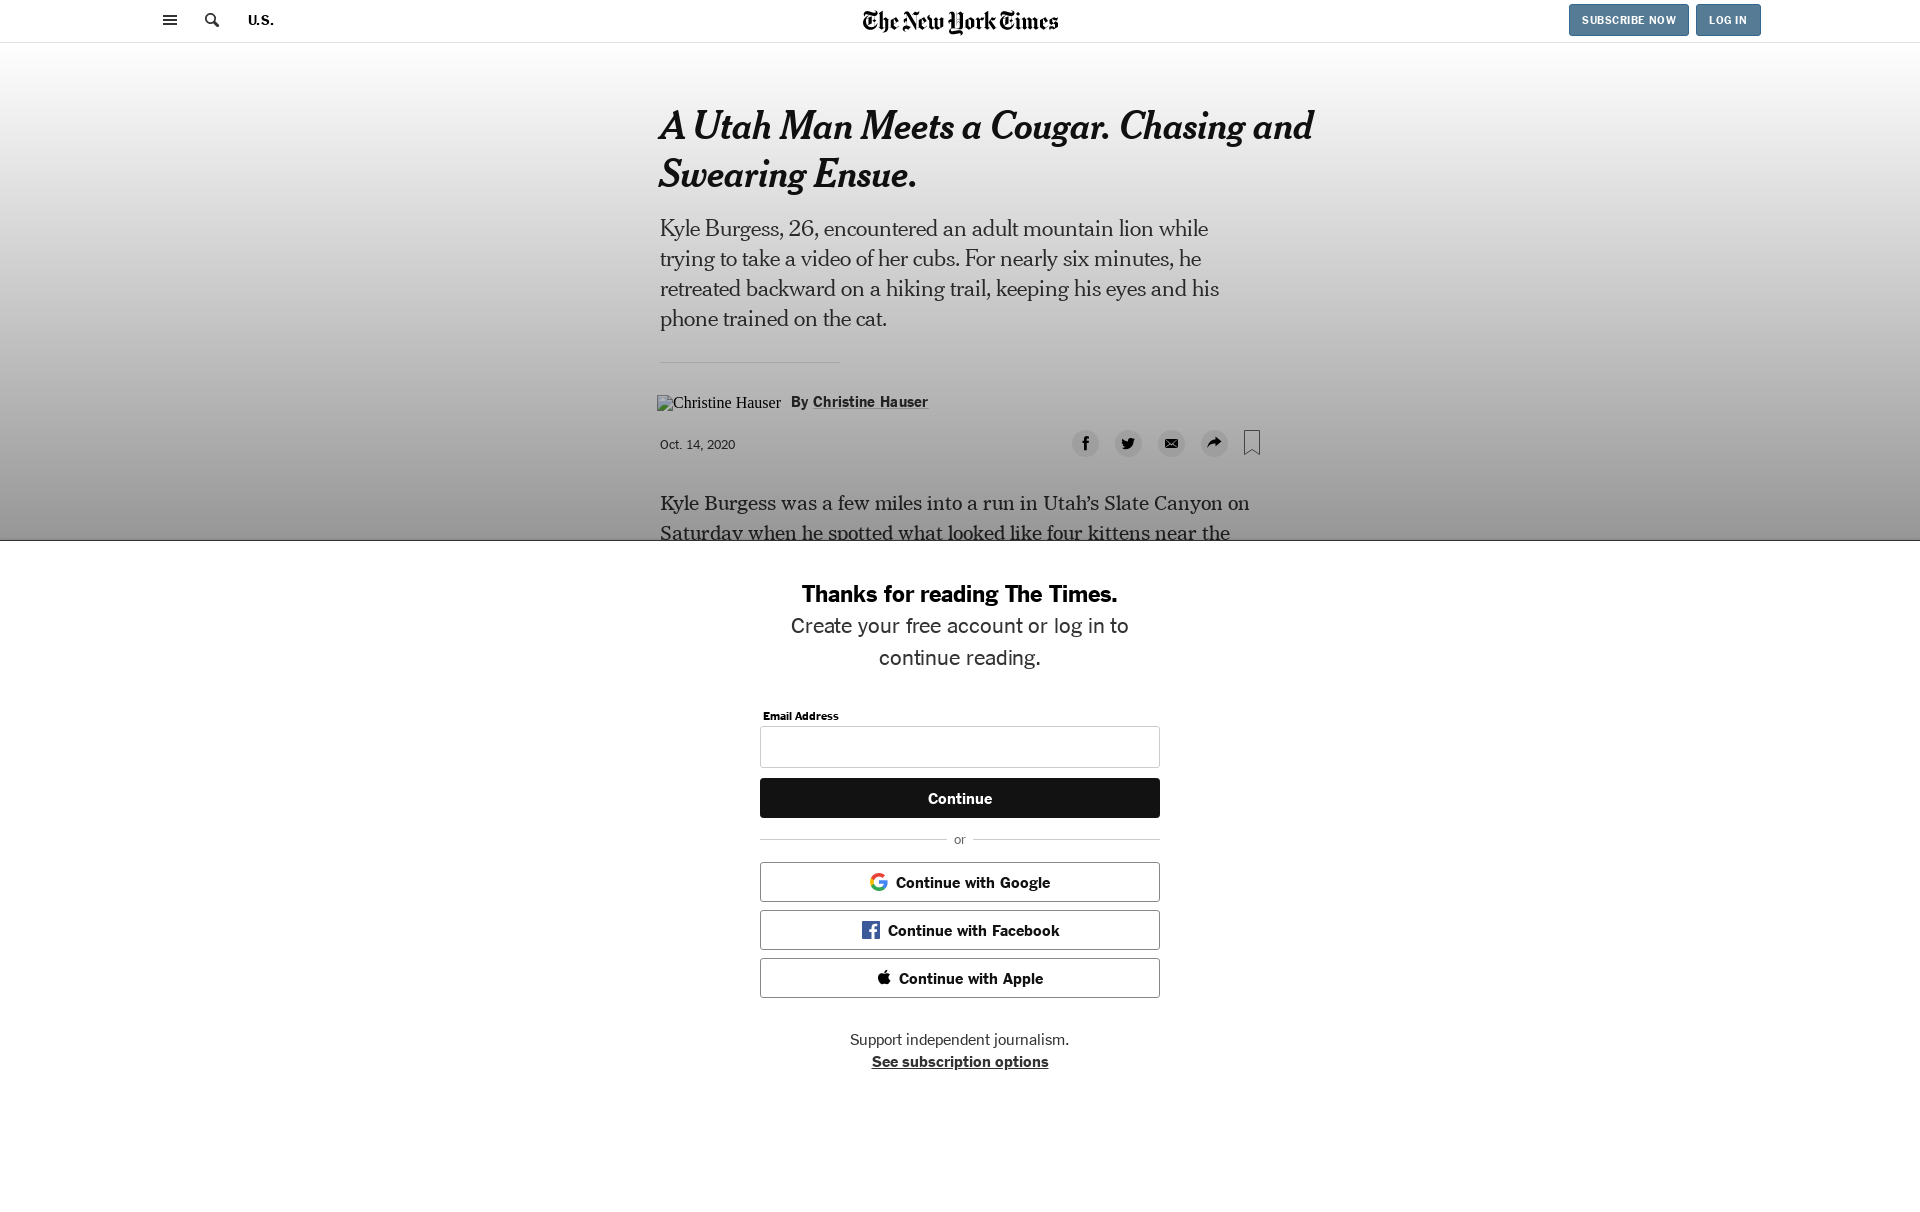 U.S.
The New York Times
SUBSCRIBE NOW
LOG IN
A Utah Man Meets a Cougar. Chasing and
Swearing Ensue.
Kyle Burgess, 26, encountered an adult mountain lion while
trying to take a video of her cubs. For nearly six minutes, he
retreated backward on a hiking trail, keeping his eyes and his
phone trained on the cat.
Christine Hauser By Christine Hauser
Oct. 14, 2020
Kyle Burgess was a few miles into a run in Utah’s Slate Canyon on
Saturday when he spotted what looked like four kittens near the
Thanks for reading The Times.
Create your free account or log in to
continue reading.
Email Address
Continue
or
Continue with Google
Continue with Facebook
Continue with Apple
Support independent journalism.
See subscription options